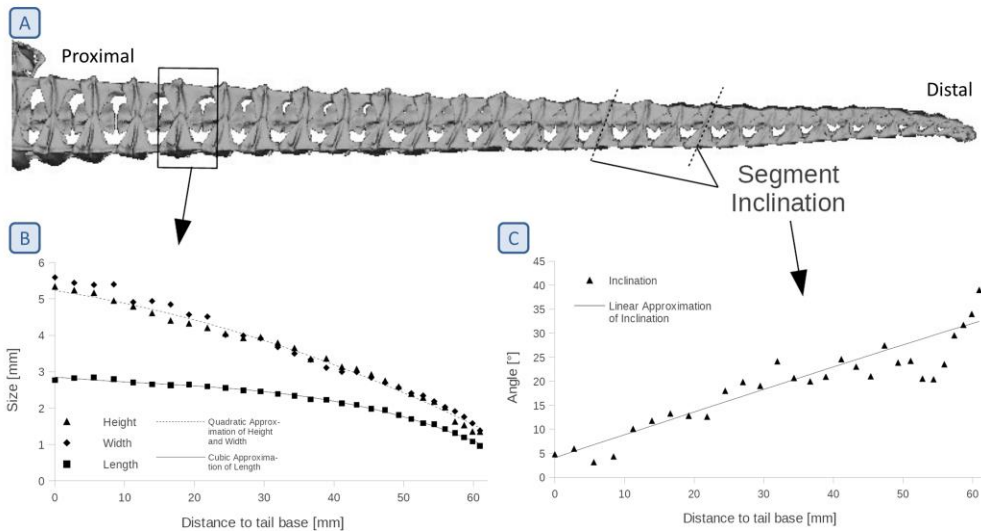 A
Proximal
Distal
Segment
Inclination
B
6
5
4
3
2
1
0
Size [mm]
Height
Width
Length
Quadratic Approx-
imation of Height
and Width
Cubic Approxima-
tion of Length
0
10
20
30
40
50
60
Distance to tail base [mm]
C
45
40
35
30
25
20
15
10
5
0
Angle [°]
Inclination
Linear Approximation
of Inclination
0
10
20
30
40
50
60
Distance to tail base [mm]